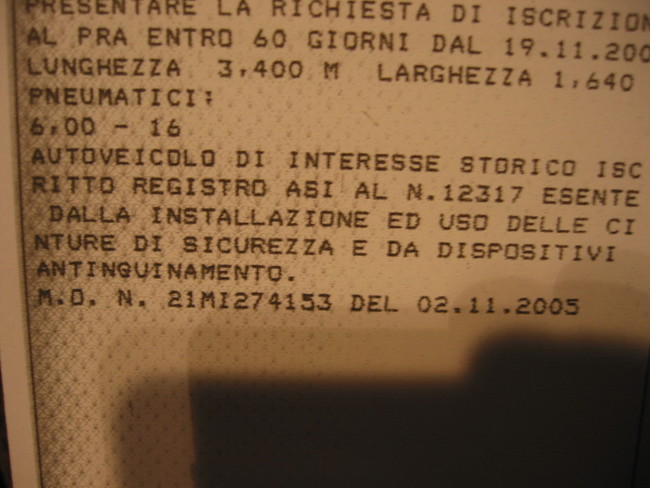 PRESENTARE LA RICHIESTA DI ISCRIZION
AL PRA ENTRO 60 GIORNI DAL 19.11.200
LUNGHEZZA 3,400 M LARGHEZZA 1,640
PNEUMATICI:
6,00 - 16
AUTOVEICOLO DI INTERESSE STORICO ISC
RITTO REGISTRO ASI AL N.12317 ESENTE
DALLA INSTALLAZIONE ED USO DELLE CI
NTURE DI SICUREZZA E DA DISPOSITIVI
ANTINQUINAMENTO.
M.O. N. 21MI274153 DEL 02.11.2005